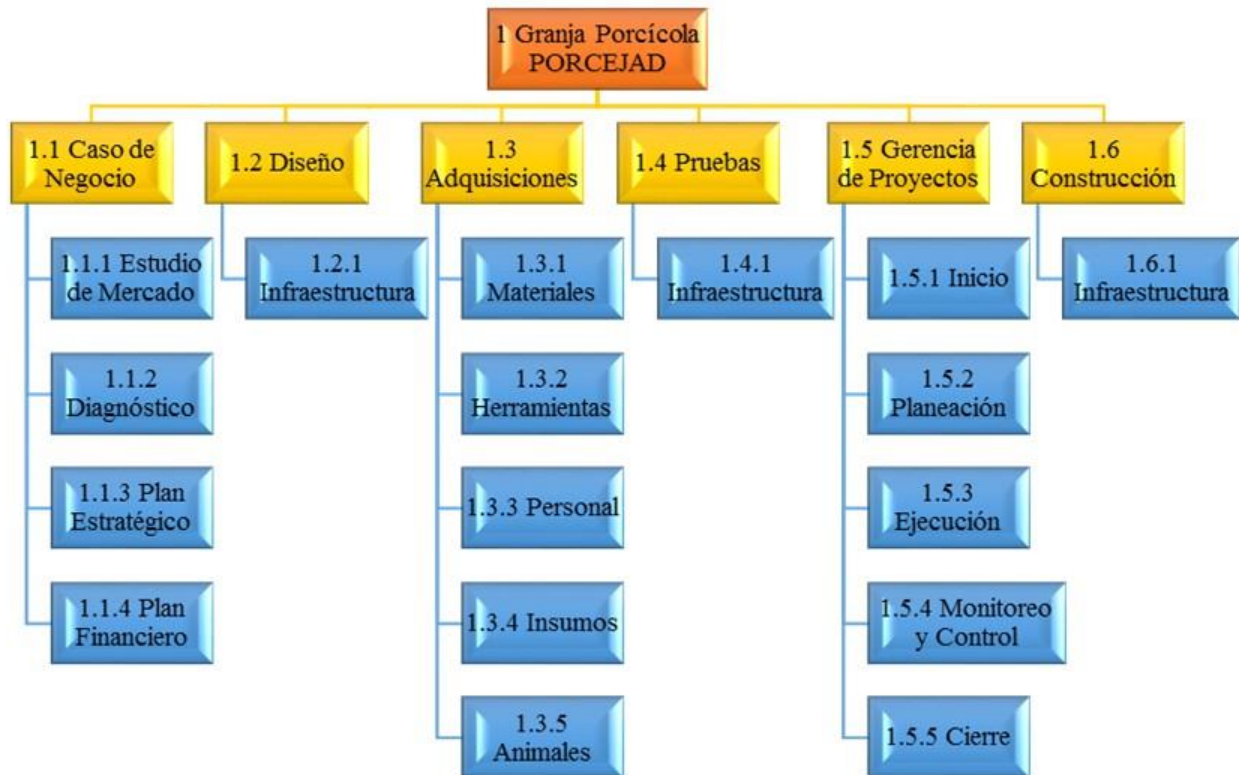 1 Granja Porcícola
PORCEJAD
1.1 Caso de
Negocio
1.2 Diseño
1.3
Adquisiciones
1.4 Pruebas
1.5 Gerencia
de Proyectos
1.6
Construcción
1.1.1 Estudio
de Mercado
1.1.2
Diagnóstico
1.1.3 Plan
Estratégico
1.1.4 Plan
Financiero
1.2.1
Infraestructura
1.3.1
Materiales
1.3.2
Herramientas
1.3.3 Personal
1.3.4 Insumos
1.3.5
Animales
1.4.1
Infraestructura
1.5.1 Inicio
1.5.2
Planeación
1.5.3
Ejecución
1.5.4 Monitoreo
y Control
1.5.5 Cierre
1.6.1
Infraestructura